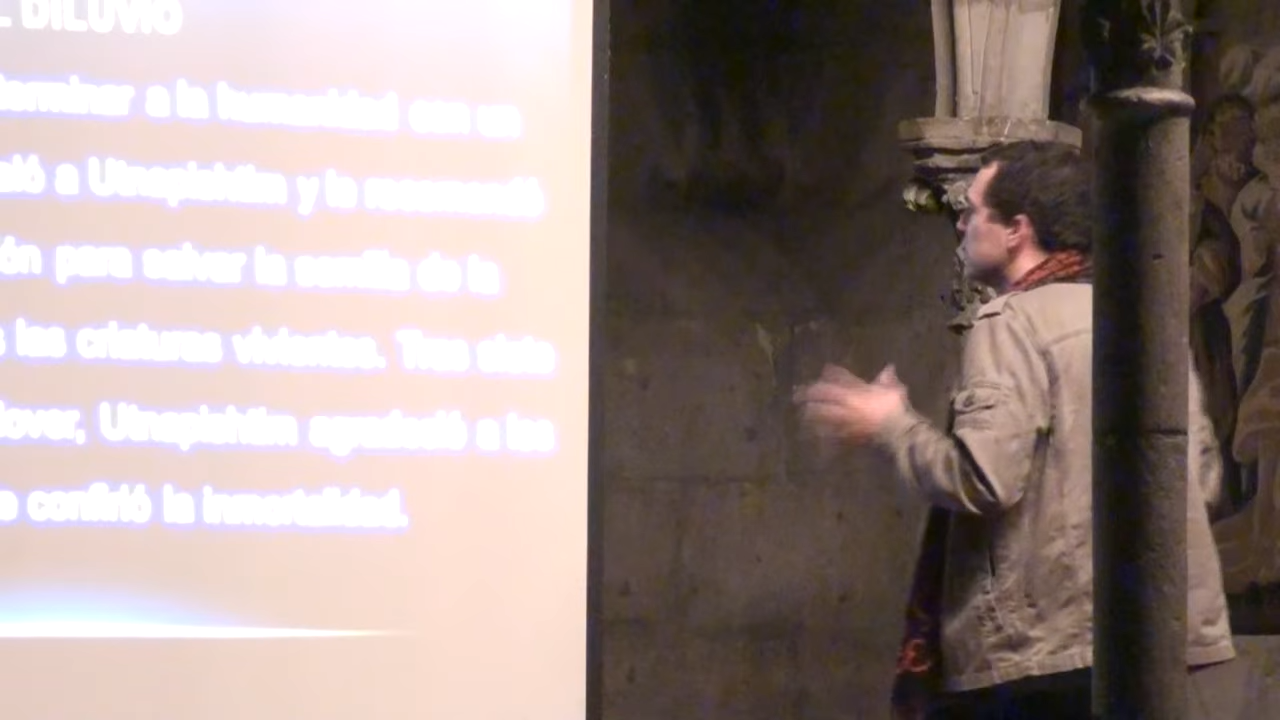 L DILUVIO
terminar a la humanidad con un
a Utnapishtim y le recomendó
ón para salvar la semilla de la
s las criaturas vivientes. Tras siete
llover, Utnapishtim agradeció a los
e confirió la inmortalidad.